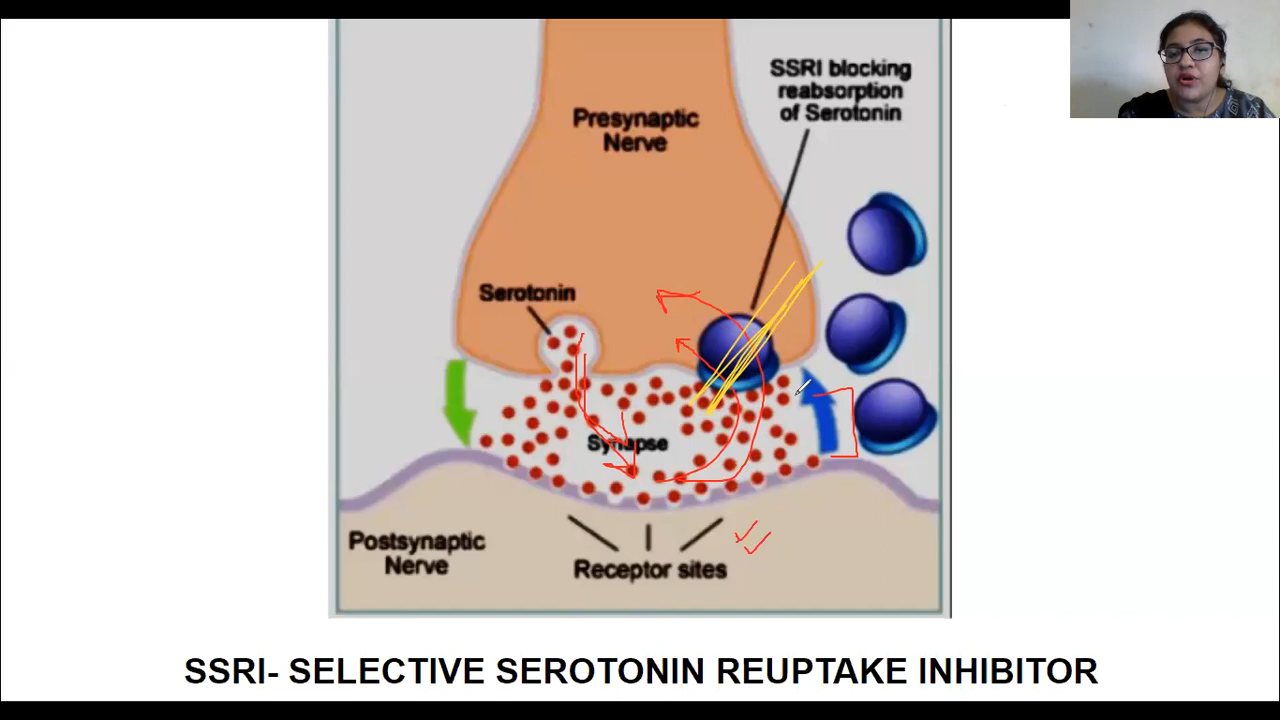 SSRI blocking
reabsorption
of Serotonin
Presynaptic
Nerve
Serotonin
Synapse
Postsynaptic
Nerve
Receptor sites
SSRI- SELECTIVE SEROTONIN REUPTAKE INHIBITOR